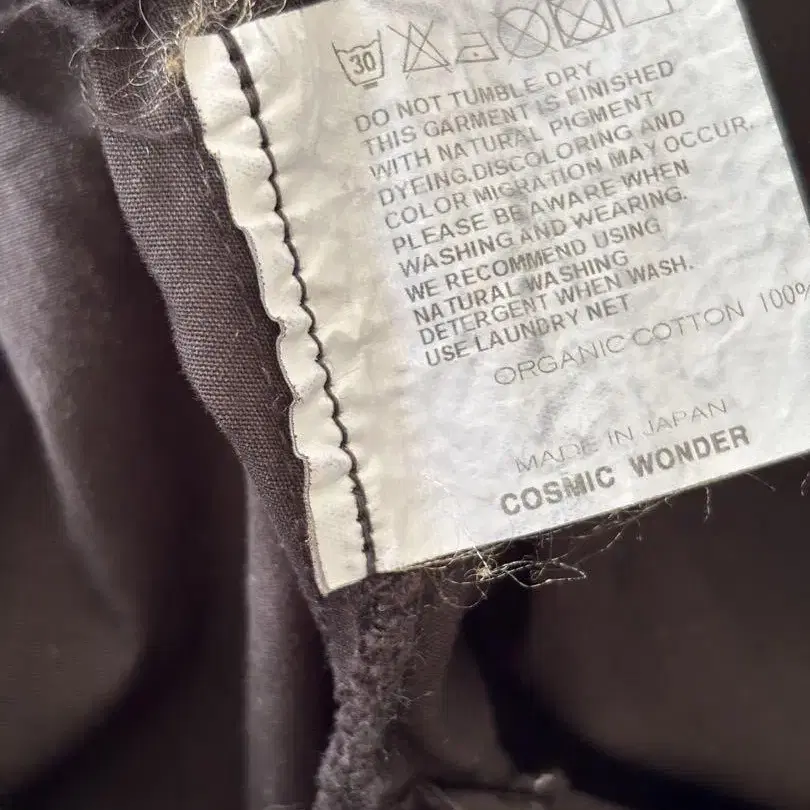 30
DO NOT TUMBLE DRY
THIS GARMENT IS FINISHED
WITH NATURAL PIGMENT
DYEING.DISCOLORING AND
COLOR MIGRATION MAY OCCUR.
PLEASE BE AWARE WHEN
WASHING AND WEARING.
WE RECOMMEND USING
NATURAL WASHING
DETERGENT WHEN WASH.
USE LAUNDRY NET
ORGANIC COTTON 100%
MADE IN JAPAN
COSMIC WONDER